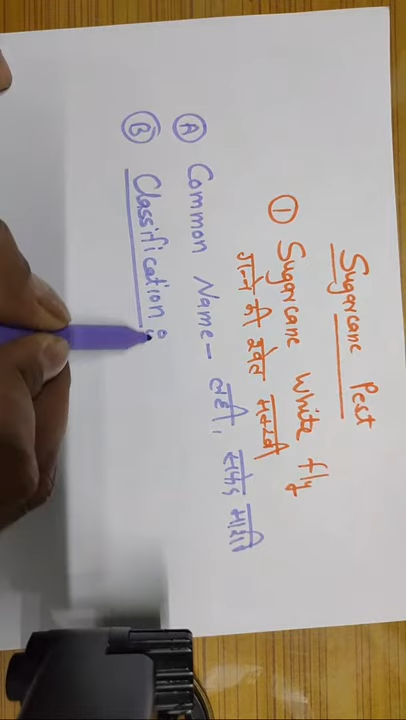 Sugarcane Pest
① Sugarcane White fly
गन्ने की श्वेत मक्खी
Ⓐ Common Name - लाही, सफेद माशी
Ⓑ Classification :